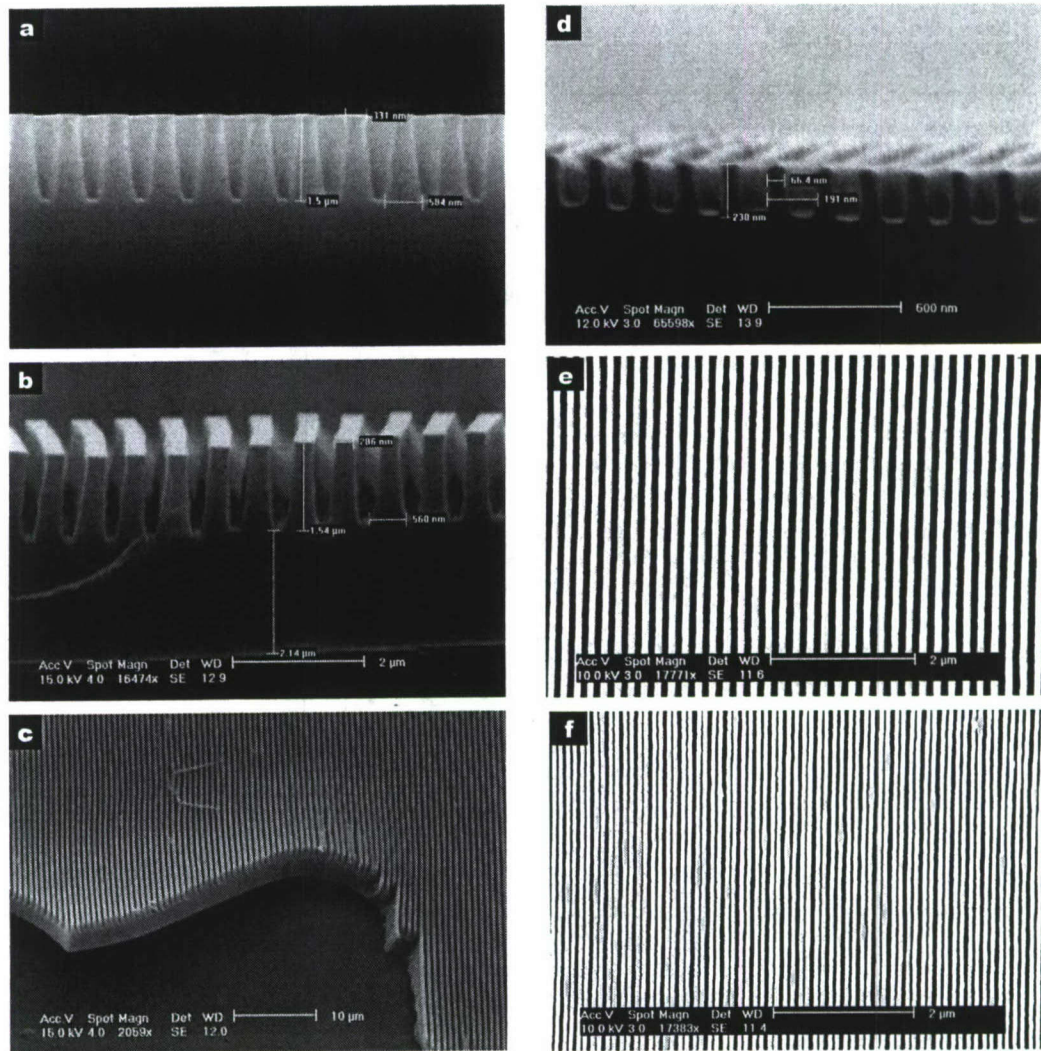 a
331 nm
1.5 µm
584 nm
b
286 nm
1.54 µm
560 nm
2.14 µm
Acc.V Spot Magn Det WD
15.0 kV 4.0 16474x SE 12.9
2 µm
c
Acc.V Spot Magn Det WD
15.0 kV 4.0 2059x SE 12.0
10 µm
d
66.4 nm
191 nm
230 nm
Acc.V Spot Magn Det WD
12.0 kV 3.0 65598x SE 13.9
600 nm
e
Acc.V Spot Magn Det WD
10.0 kV 3.0 17771x SE 11.6
2 µm
f
Acc.V Spot Magn Det WD
10.0 kV 3.0 17383x SE 11.4
2 µm